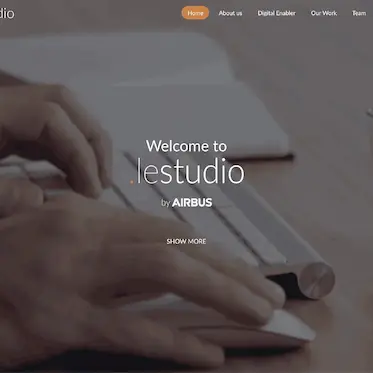 dio
Home About us Digital Enabler Our Work Team
Welcome to
.lestudio
by AIRBUS
SHOW MORE